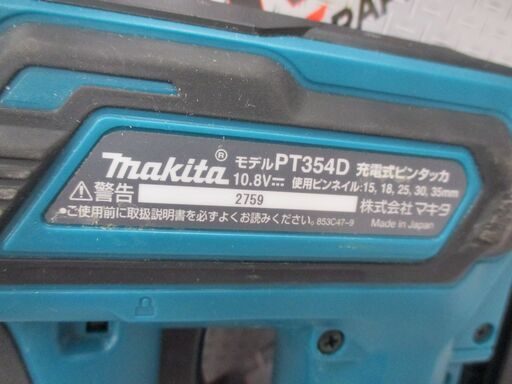 PAR
makita® モデルPT354D 充電式ピンタッカ
10.8V⎓ 使用ピンネイル:15, 18, 25, 30, 35mm
⚠警告 2759 株式会社マキタ
●ご使用前に取扱説明書を必ずよくお読みください。 853C47-9 Made in Japan